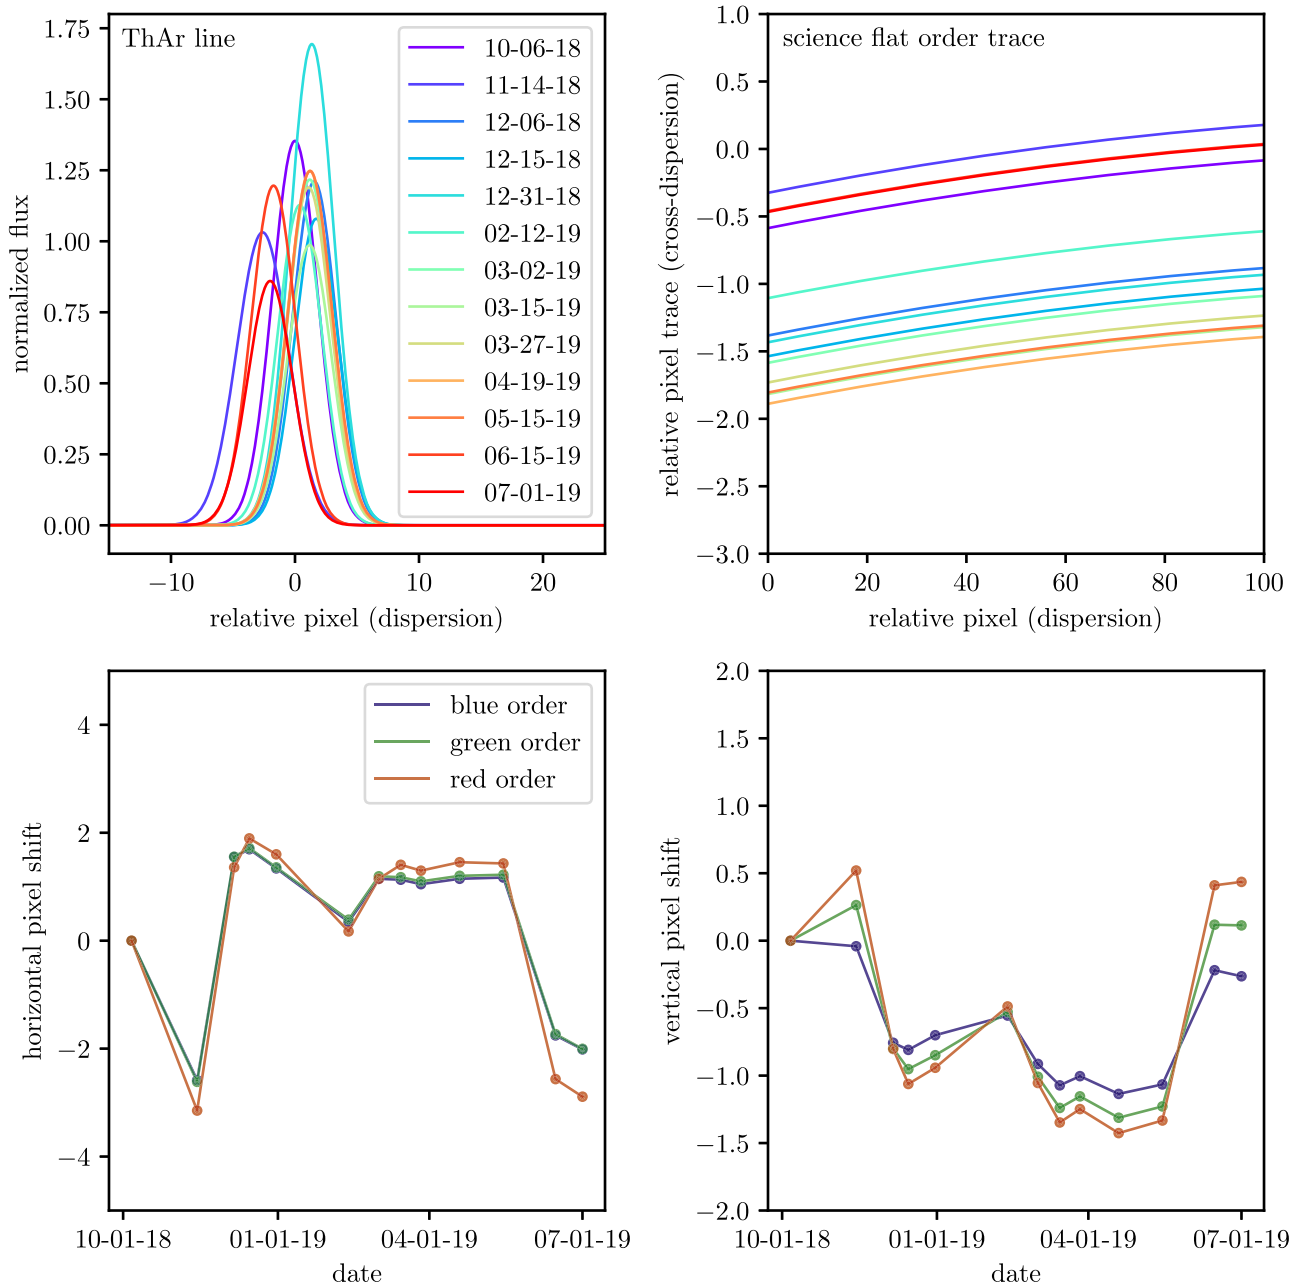 ThAr line
1.75
1.50
1.25
1.00
0.75
0.50
0.25
0.00
normalized flux
10-06-18
11-14-18
12-06-18
12-15-18
12-31-18
02-12-19
03-02-19
03-15-19
03-27-19
04-19-19
05-15-19
06-15-19
07-01-19
−10 0 10 20
relative pixel (dispersion)
science flat order trace
1.0
0.5
0.0
−0.5
−1.0
−1.5
−2.0
−2.5
−3.0
relative pixel trace (cross-dispersion)
0 20 40 60 80 100
relative pixel (dispersion)
4
2
0
−2
−4
horizontal pixel shift
blue order
green order
red order
10-01-18 01-01-19 04-01-19 07-01-19
date
2.0
1.5
1.0
0.5
0.0
−0.5
−1.0
−1.5
−2.0
vertical pixel shift
10-01-18 01-01-19 04-01-19 07-01-19
date